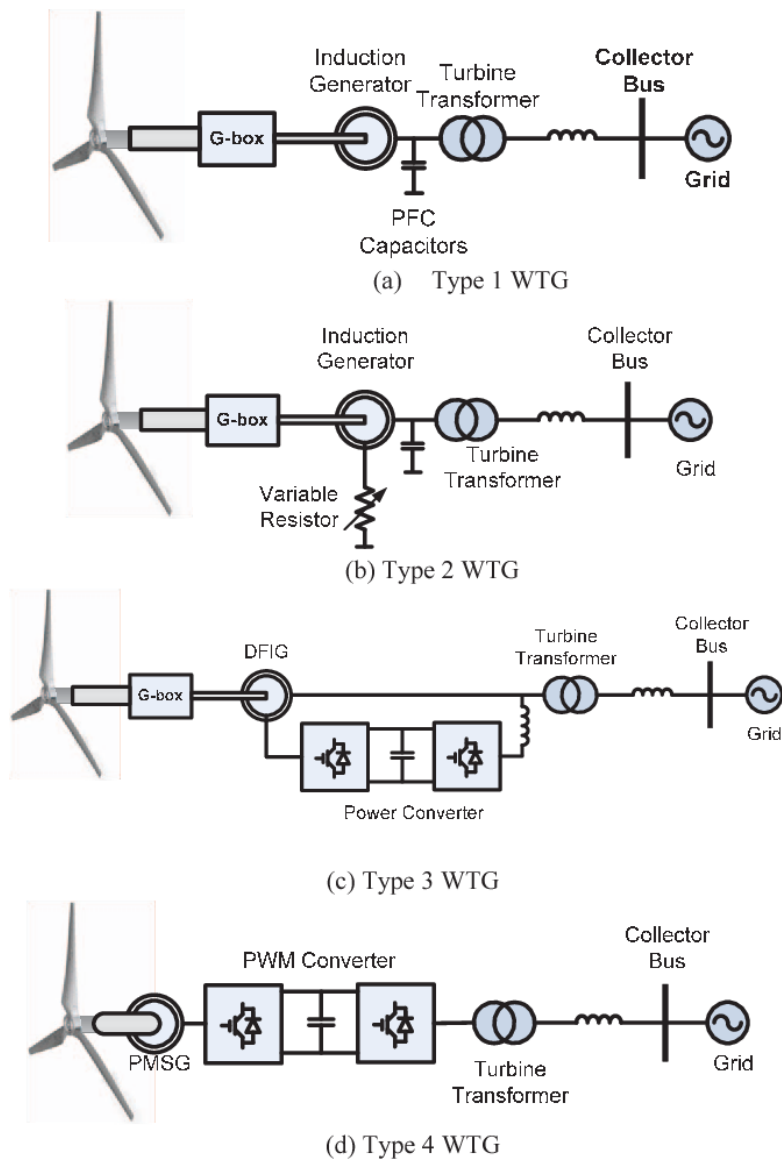 Induction
Generator
Turbine
Transformer
Collector
Bus
G-box
Grid
PFC
Capacitors
(a) Type 1 WTG
Induction
Generator
Collector
Bus
G-box
Turbine
Transformer
Grid
Variable
Resistor
(b) Type 2 WTG
DFIG
Turbine
Transformer
Collector
Bus
G-box
Grid
Power Converter
(c) Type 3 WTG
PWM Converter
Collector
Bus
PMSG
Turbine
Transformer
Grid
(d) Type 4 WTG